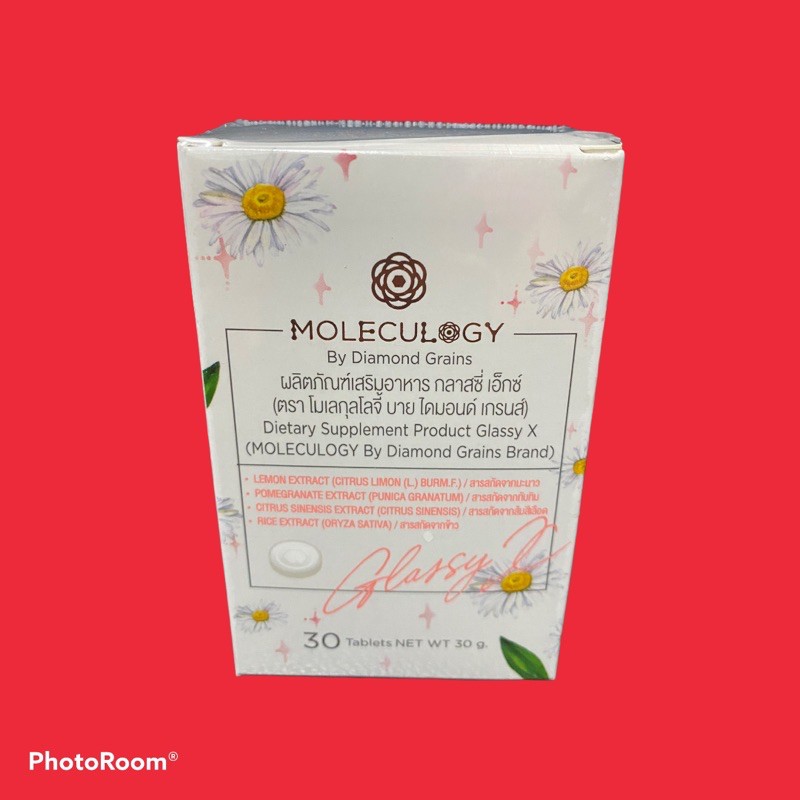 MOLECULOGY
By Diamond Grains
ผลิตภัณฑ์เสริมอาหาร กลาสซี่ เอ็กซ์
(ตรา โมเลกุลโลจี้ บาย ไดมอนด์ เกรนส์)
Dietary Supplement Product Glassy X
(MOLECULOGY By Diamond Grains Brand)
• LEMON EXTRACT (CITRUS LIMON (L.) BURM.F.) / สารสกัดจากมะนาว
• POMEGRANATE EXTRACT (PUNICA GRANATUM) / สารสกัดจากทับทิม
• CITRUS SINENSIS EXTRACT (CITRUS SINENSIS) / สารสกัดจากส้มสีเลือด
• RICE EXTRACT (ORYZA SATIVA) / สารสกัดจากข้าว
Glassy X
30 Tablets NET WT 30 g.
PhotoRoom®